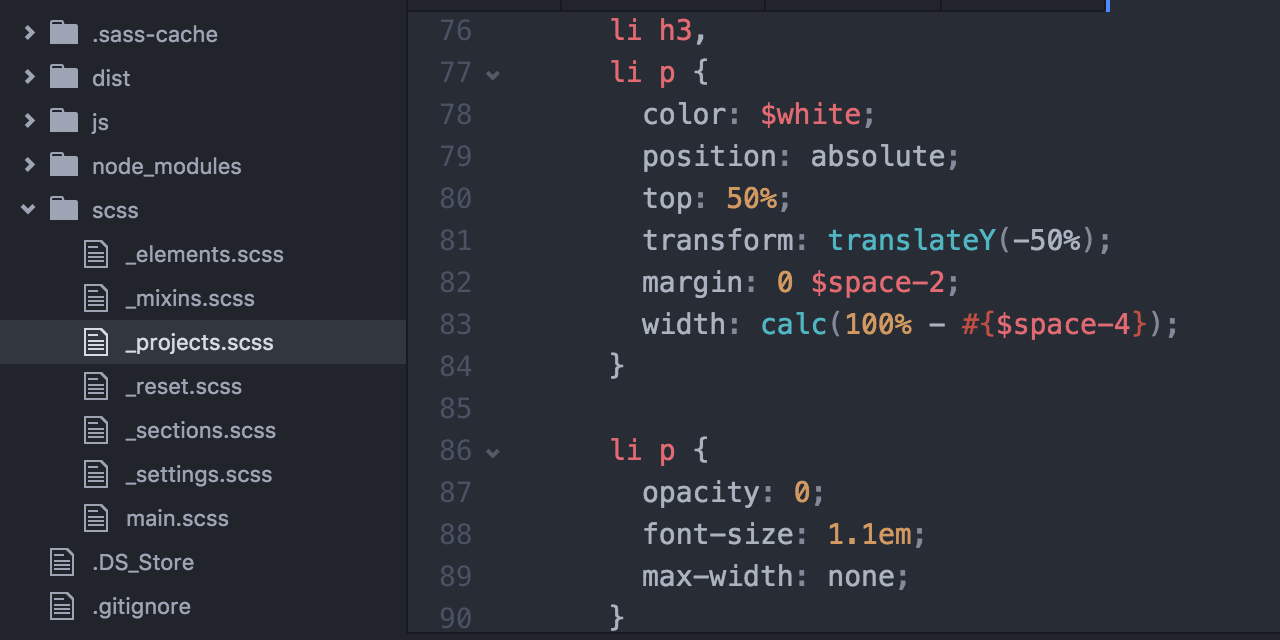 .sass-cache
dist
js
node_modules
scss
_elements.scss
_mixins.scss
_projects.scss
_reset.scss
_sections.scss
_settings.scss
main.scss
.DS_Store
.gitignore
76 li h3,
77 li p {
78 color: $white;
79 position: absolute;
80 top: 50%;
81 transform: translateY(-50%);
82 margin: 0 $space-2;
83 width: calc(100% - #{$space-4});
84 }
85
86 li p {
87 opacity: 0;
88 font-size: 1.1em;
89 max-width: none;
90 }